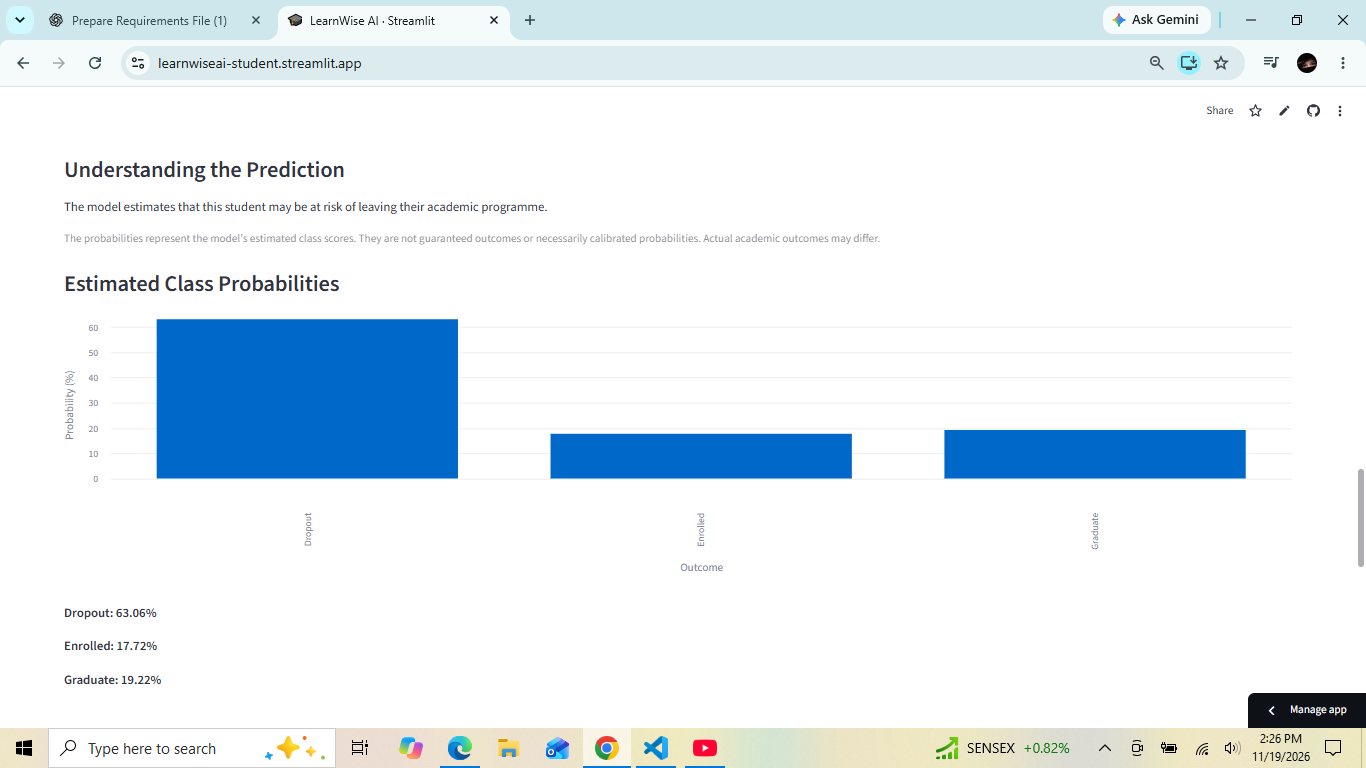 Prepare Requirements File (1)
LearnWise AI · Streamlit
Ask Gemini
learnwiseai-student.streamlit.app
Share
Understanding the Prediction
The model estimates that this student may be at risk of leaving their academic programme.
The probabilities represent the model's estimated class scores. They are not guaranteed outcomes or necessarily calibrated probabilities. Actual academic outcomes may differ.
Estimated Class Probabilities
Probability (%)
60
50
40
30
20
10
0
Dropout
Enrolled
Graduate
Outcome
Dropout: 63.06%
Enrolled: 17.72%
Graduate: 19.22%
Manage app
Type here to search
SENSEX +0.82%
2:26 PM
11/19/2026